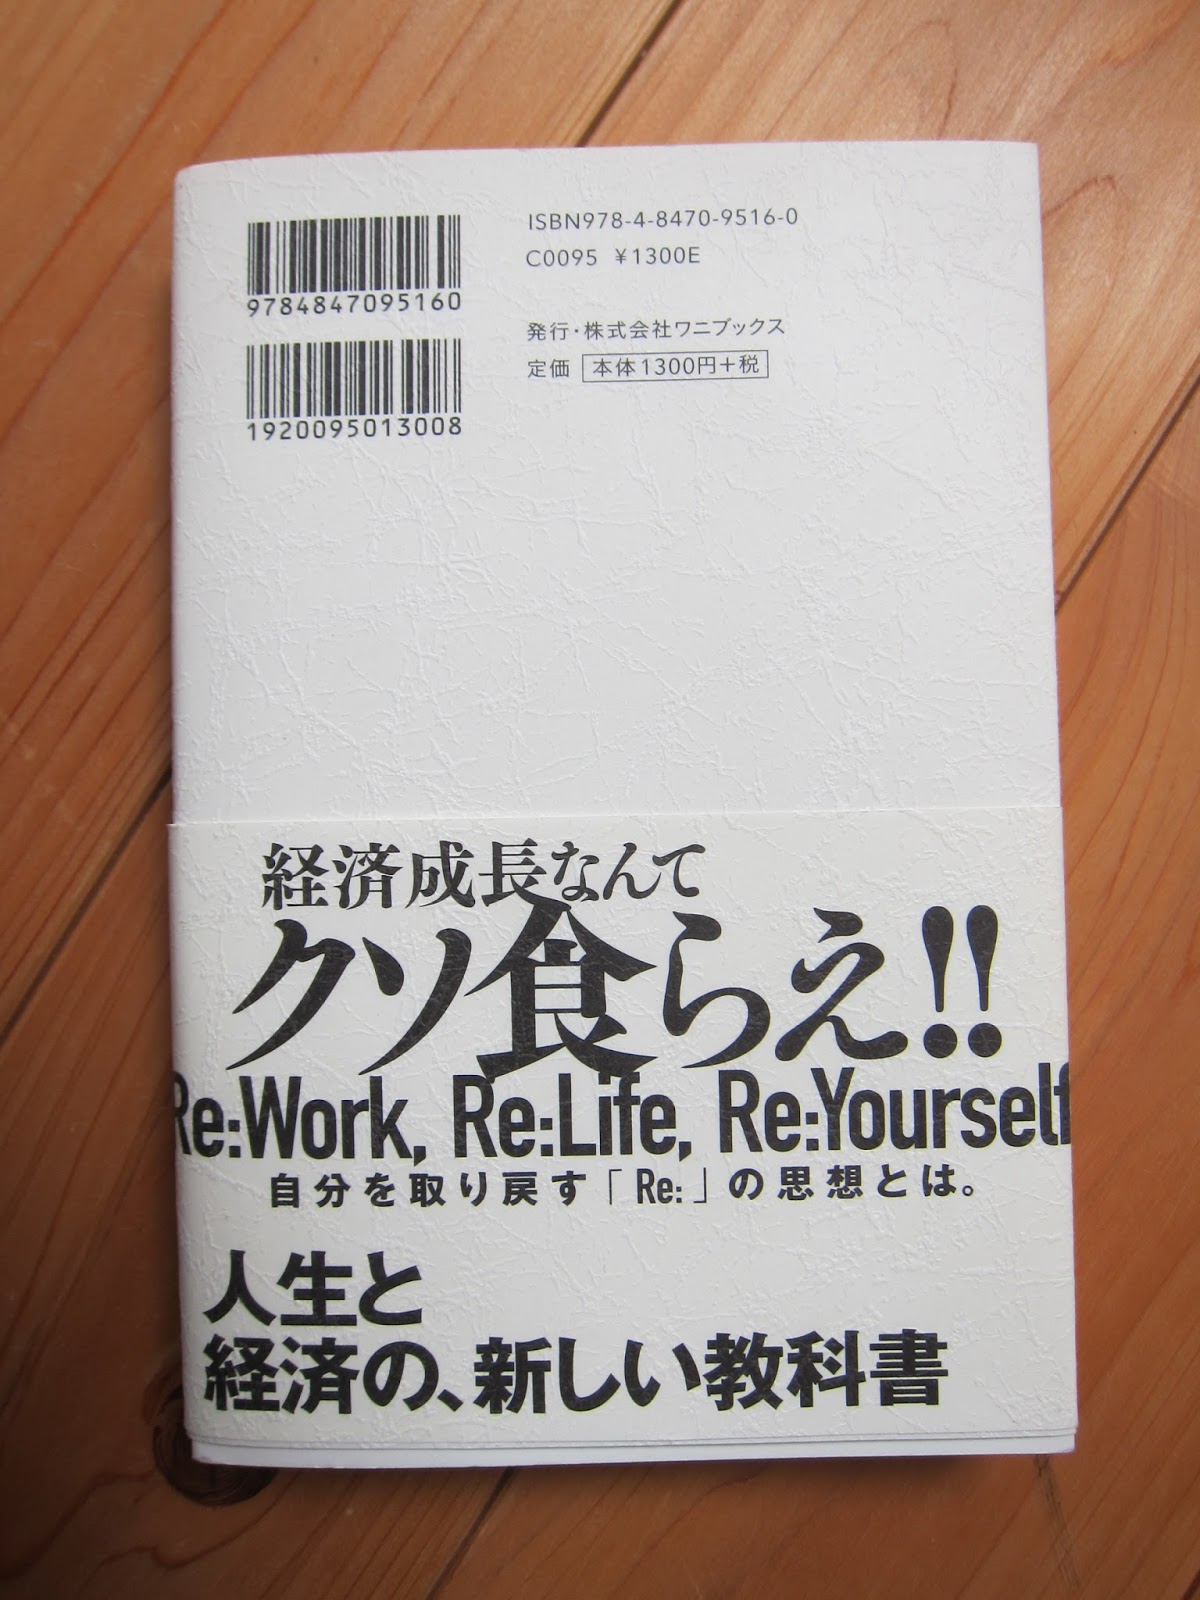 9784847095160
1920095013008
ISBN978-4-8470-9516-0
C0095 ¥1300E
発行・株式会社ワニブックス
定価 本体1300円+税
経済成長なんて
クソ食らえ!!
Re:Work, Re:Life, Re:Yourself
自分を取り戻す「Re:」の思想とは。
人生と
経済の、新しい教科書